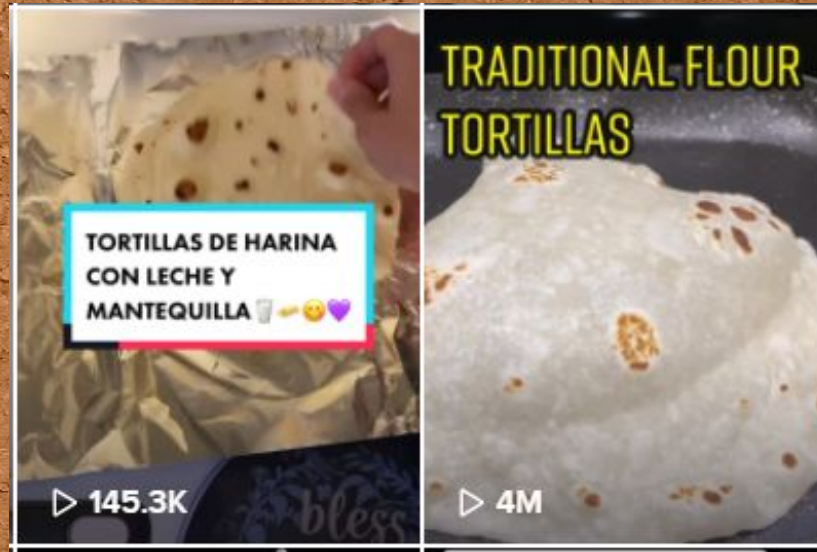 TORTILLAS DE HARINA
CON LECHE Y
MANTEQUILLA🥛🧈😋💜
145.3K
bless
TRADITIONAL FLOUR
TORTILLAS
4M